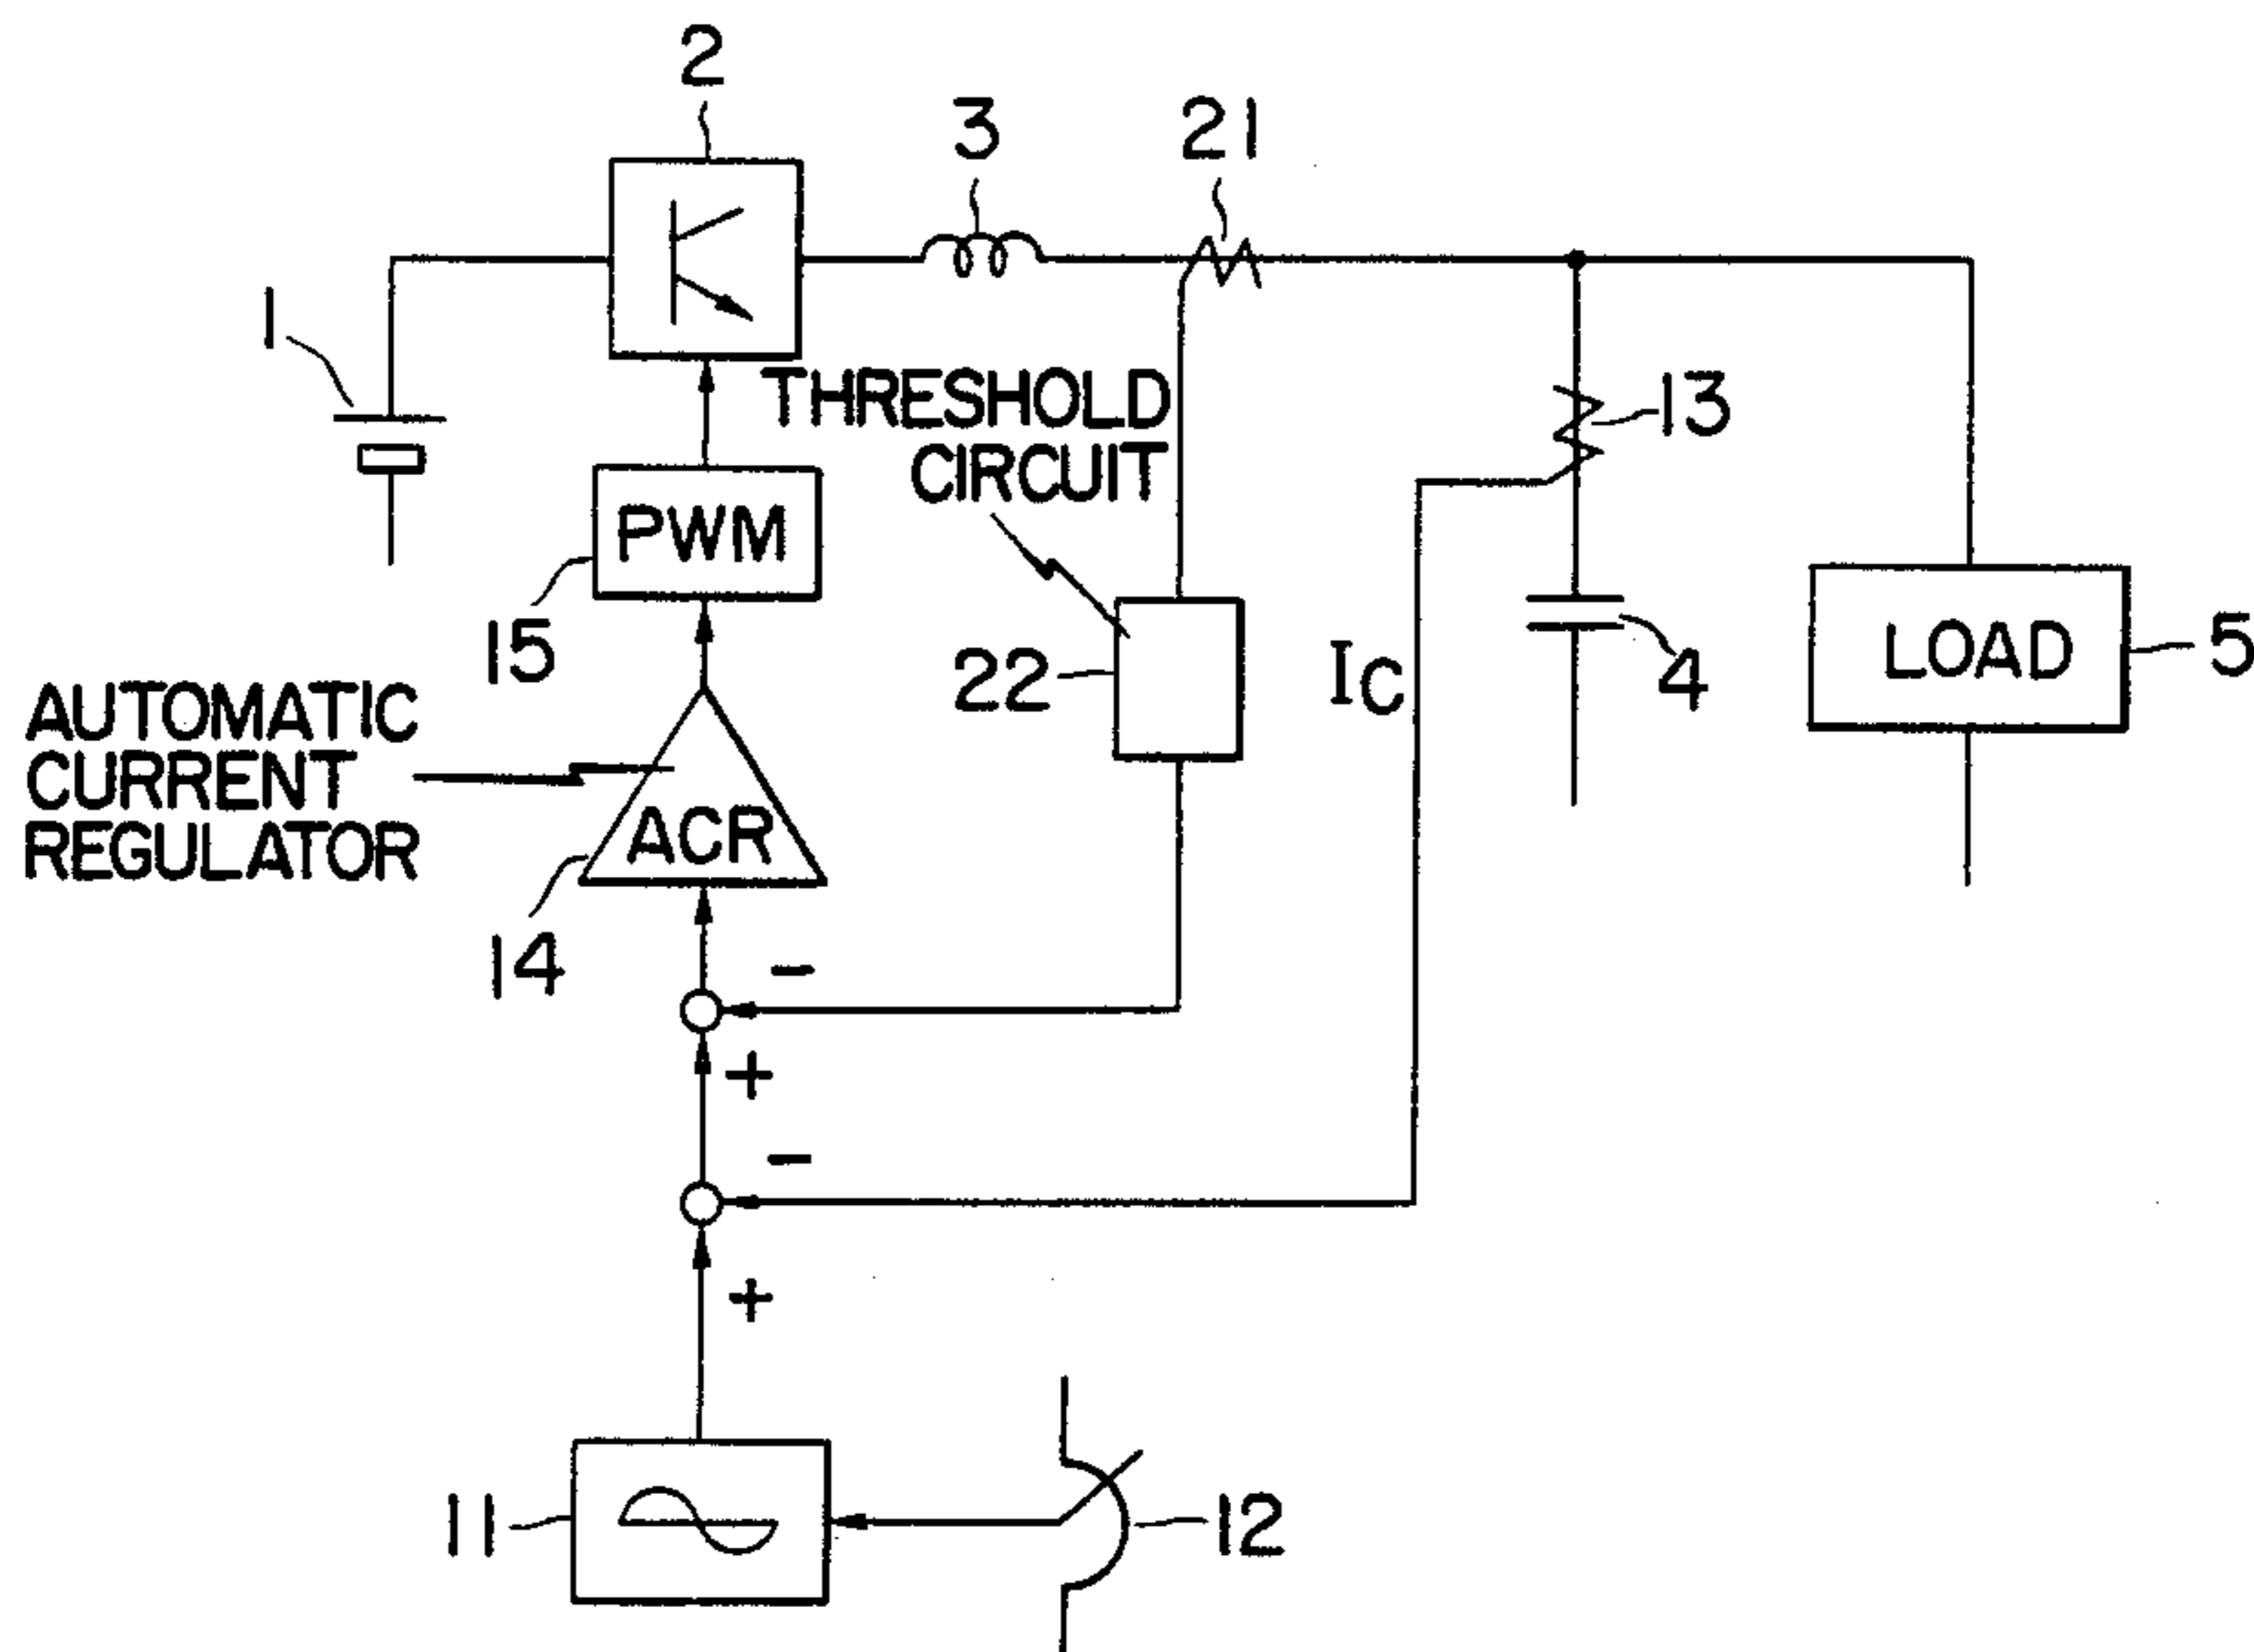 2
3
21
1
THRESHOLD
CIRCUIT
13
PWM
15
22
IC
4
LOAD
5
AUTOMATIC
CURRENT
REGULATOR
ACR
14
-
+
-
+
11
12